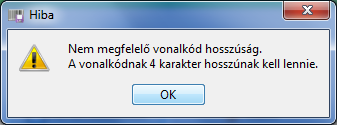 Hiba
Nem megfelelő vonalkód hosszúság.
A vonalkódnak 4 karakter hosszúnak kell lennie.
OK